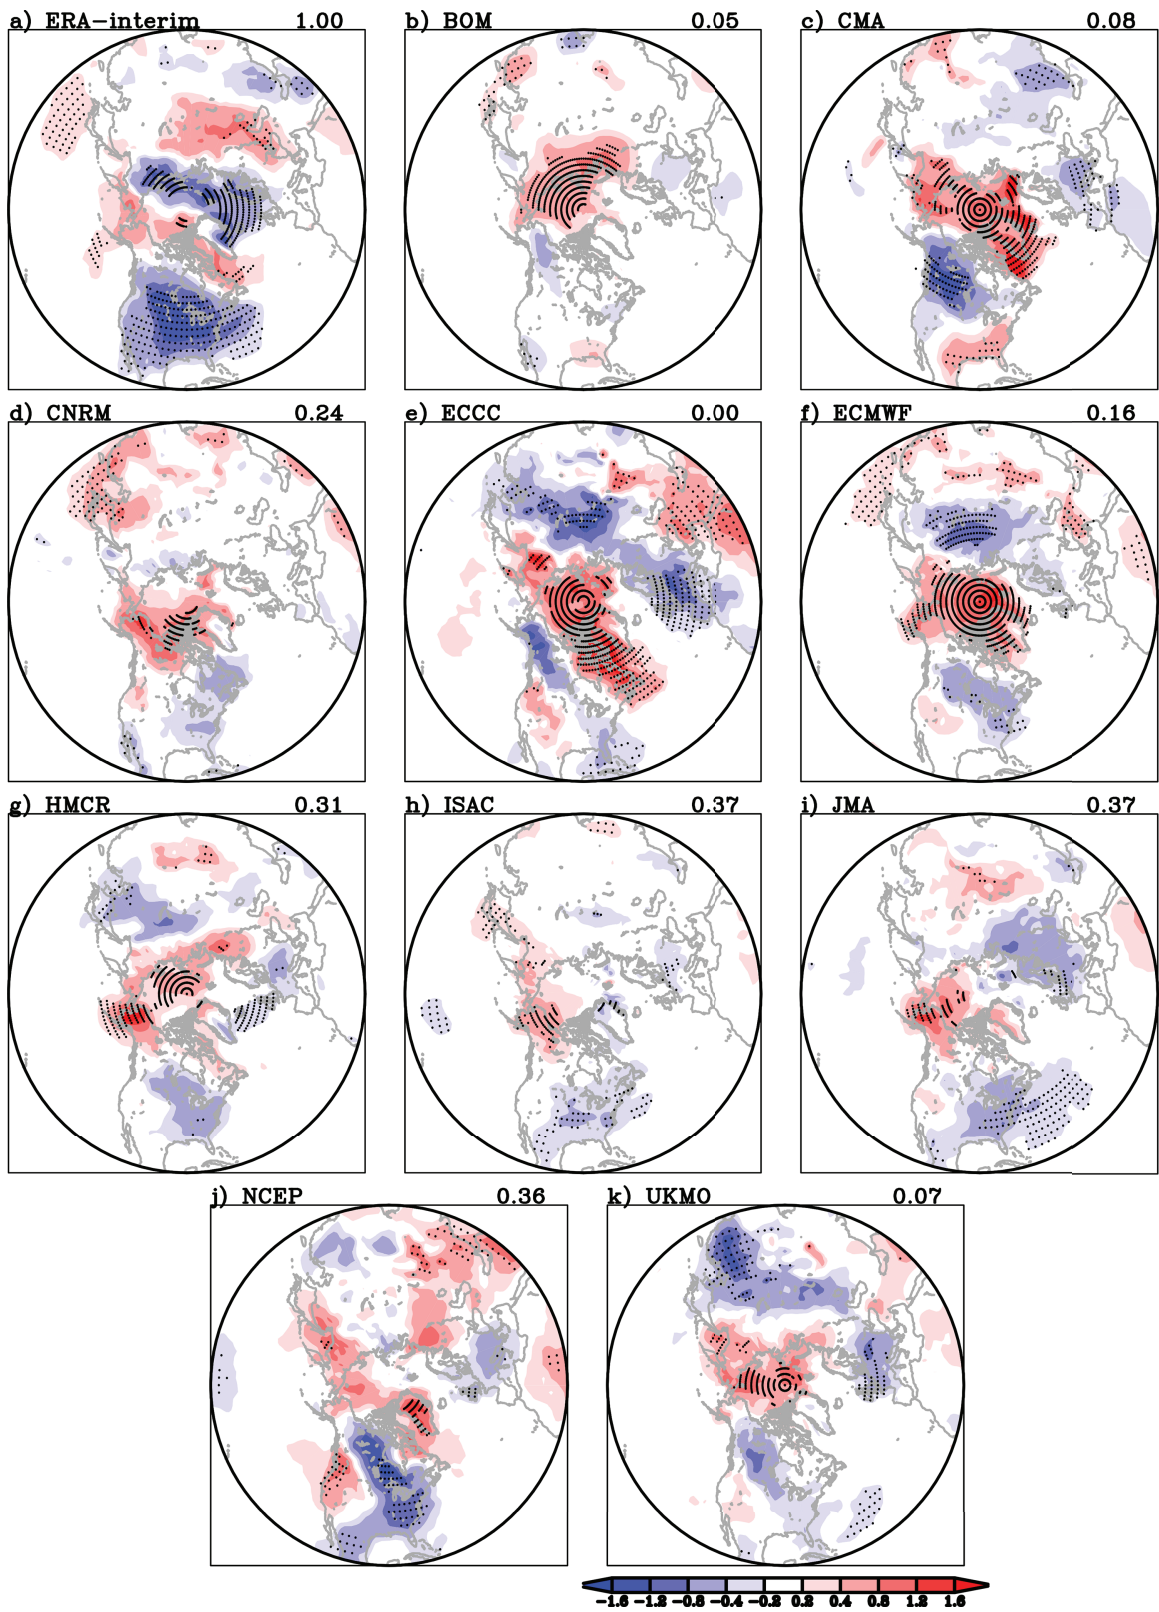 a) ERA−interim 1.00
b) BOM 0.05
c) CMA 0.08
d) CNRM 0.24
e) ECCC 0.00
f) ECMWF 0.16
g) HMCR 0.31
h) ISAC 0.37
i) JMA 0.37
j) NCEP 0.36
k) UKMO 0.07
−1.6 −1.2 −0.8 −0.4 −0.2 0.2 0.4 0.8 1.2 1.6